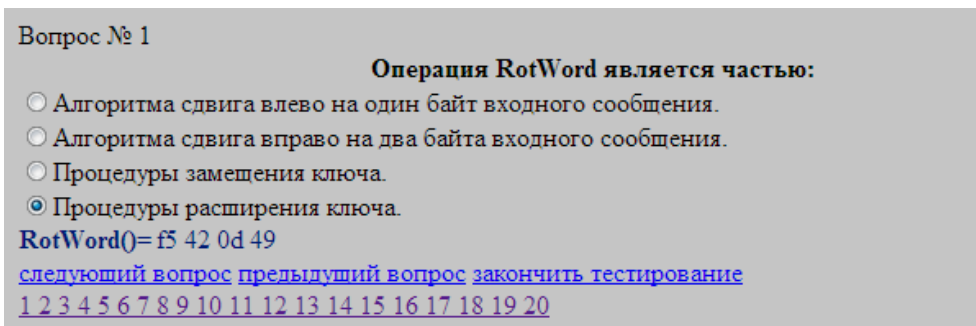 Вопрос № 1
Операция RotWord является частью:
Алгоритма сдвига влево на один байт входного сообщения.
Алгоритма сдвига вправо на два байта входного сообщения.
Процедуры замещения ключа.
Процедуры расширения ключа.
RotWord()= f5 42 0d 49
следующий вопрос предыдущий вопрос закончить тестирование
1 2 3 4 5 6 7 8 9 10 11 12 13 14 15 16 17 18 19 20